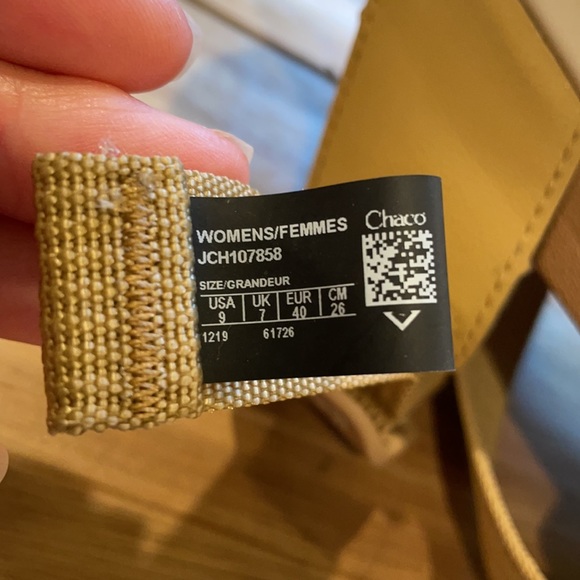 WOMENS/FEMMES
JCH107858
Chaco
SIZE/GRANDEUR
USA UK EUR CM
9 7 40 26
1219 61726